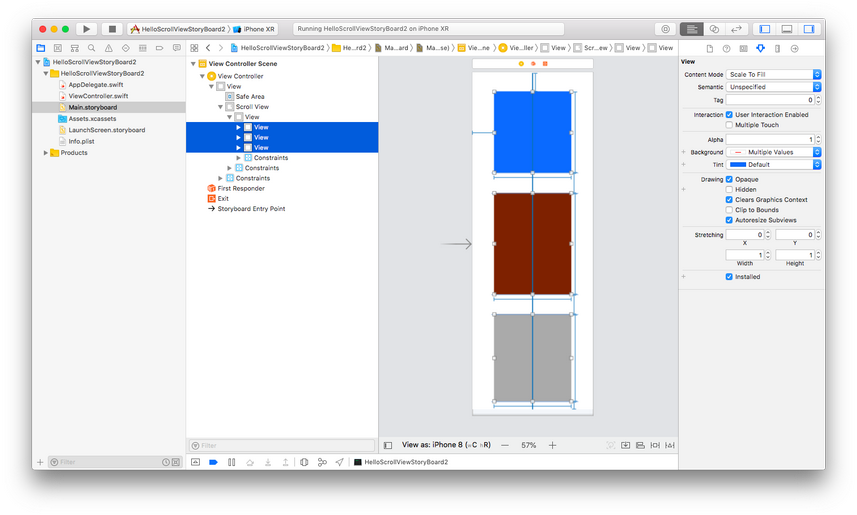 HelloScrollViewStoryBoard2 〉 iPhone XR
Running HelloScrollViewStoryBoard2 on iPhone XR
HelloScrollViewStoryBoard2 〉 He...rd2 〉 Ma...ard 〉 Ma...se) 〉 Vie...ne 〉 Vie...ller 〉 View 〉 Scr...ew 〉 View 〉 View
HelloScrollViewStoryBoard2
HelloScrollViewStoryBoard2
AppDelegate.swift
ViewController.swift
Main.storyboard
Assets.xcassets
LaunchScreen.storyboard
Info.plist
Products
Filter
View Controller Scene
View Controller
View
Safe Area
Scroll View
View
View
View
View
Constraints
Constraints
Constraints
First Responder
Exit
Storyboard Entry Point
Filter
View as: iPhone 8 (wC hR)
— 57% +
HelloScrollViewStoryBoard2
View
Content Mode Scale To Fill
Semantic Unspecified
Tag 0
Interaction User Interaction Enabled
Multiple Touch
Alpha 1
Background Multiple Values
Tint Default
Drawing Opaque
Hidden
Clears Graphics Context
Clip to Bounds
Autoresize Subviews
Stretching 0 0
X Y
1 1
Width Height
Installed